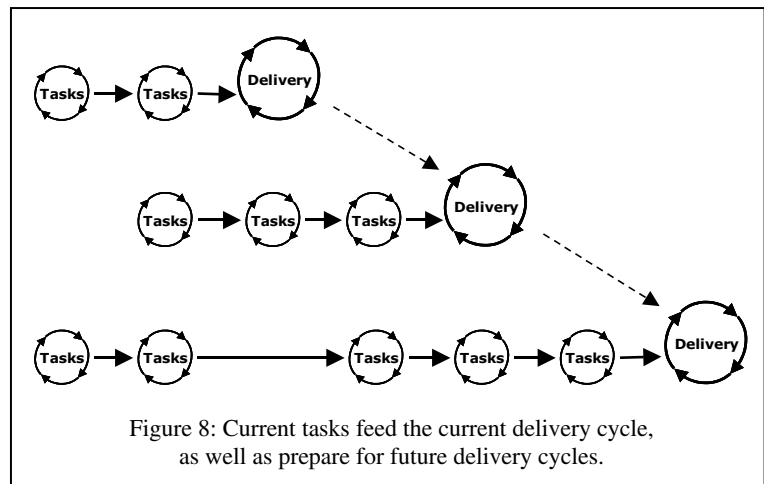 Tasks Tasks Delivery
Tasks Tasks Tasks Delivery
Tasks Tasks Tasks Tasks Tasks Delivery
Figure 8: Current tasks feed the current delivery cycle,
as well as prepare for future delivery cycles.